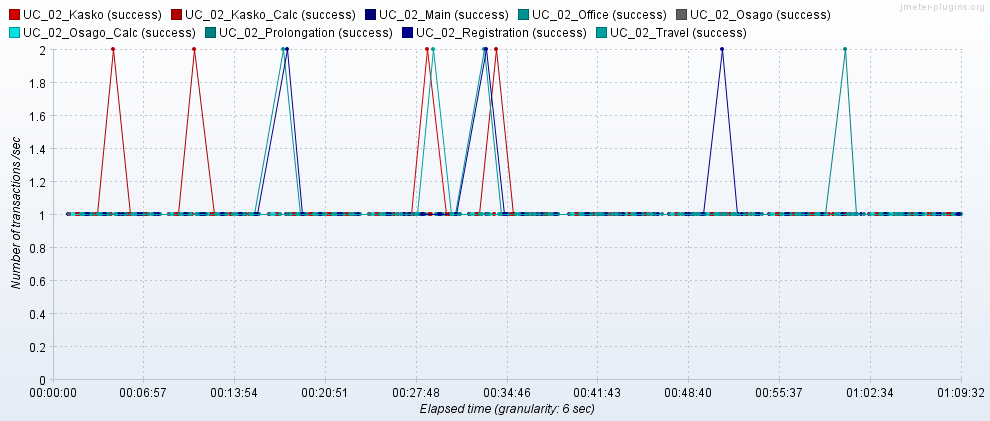 jmeter-plugins.org
UC_02_Kasko (success) UC_02_Kasko_Calc (success) UC_02_Main (success) UC_02_Office (success) UC_02_Osago (success)
UC_02_Osago_Calc (success) UC_02_Prolongation (success) UC_02_Registration (success) UC_02_Travel (success)
Number of transactions /sec
2
1.8
1.6
1.4
1.2
1
0.8
0.6
0.4
0.2
0
00:00:00 00:06:57 00:13:54 00:20:51 00:27:48 00:34:46 00:41:43 00:48:40 00:55:37 01:02:34 01:09:32
Elapsed time (granularity: 6 sec)